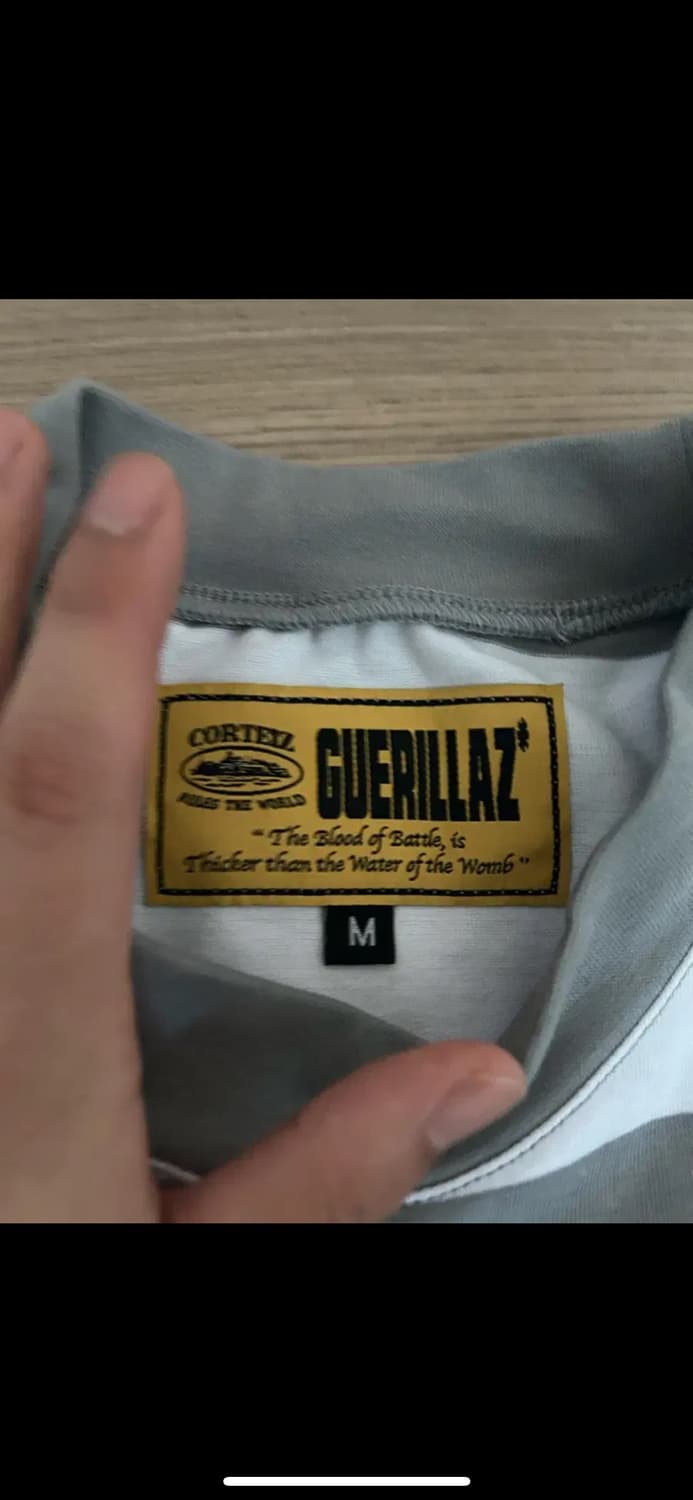 CORTEIZ
RULES THE WORLD
GUERILLAZ*
"The Blood of Battle, is
Thicker than the Water of the Womb"
M